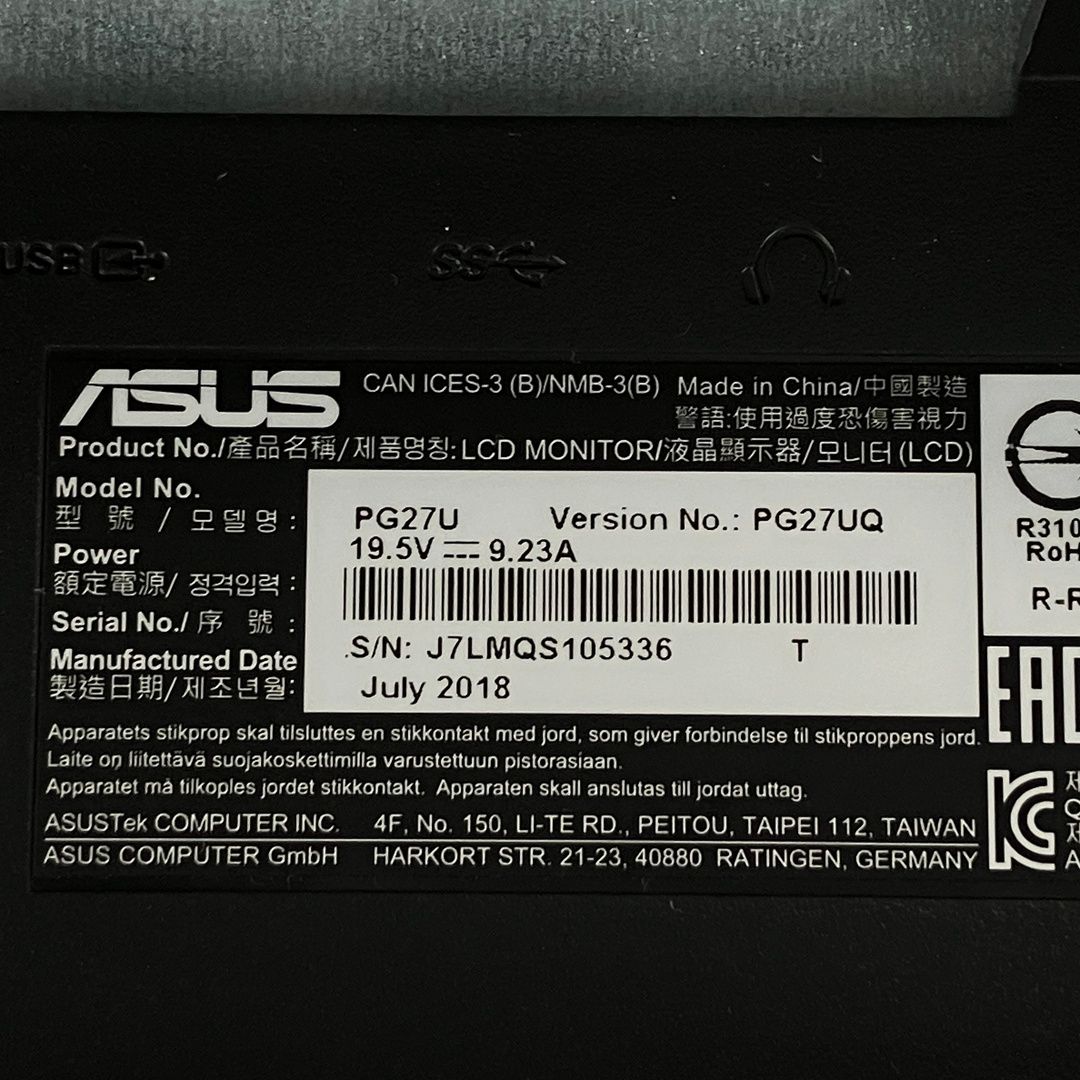 USB
SS
ASUS CAN ICES-3 (B)/NMB-3(B) Made in China/中國製造
警語:使用過度恐傷害視力
Product No./產品名稱/제품명칭:LCD MONITOR/液晶顯示器/모니터(LCD)
Model No.
型 號 / 모델명: PG27U Version No.: PG27UQ
Power 19.5V 9.23A
額定電源/ 정격입력:
Serial No./ 序 號: .S/N: J7LMQS105336 T
Manufactured Date
製造日期/제조년월: July 2018
Apparatets stikprop skal tilsluttes en stikkontakt med jord, som giver forbindelse til stikproppens jord.
Laite on liitettävä suojakoskettimilla varustettuun pistorasiaan.
Apparatet må tilkoples jordet stikkontakt. Apparaten skall anslutas till jordat uttag.
ASUSTek COMPUTER INC. 4F, No. 150, LI-TE RD., PEITOU, TAIPEI 112, TAIWAN
ASUS COMPUTER GmbH HARKORT STR. 21-23, 40880 RATINGEN, GERMANY
R310
RoH
R-R
EAC
KC